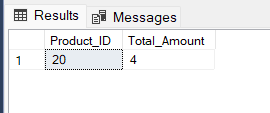 Results Messages
Product_ID Total_Amount
1 20 4